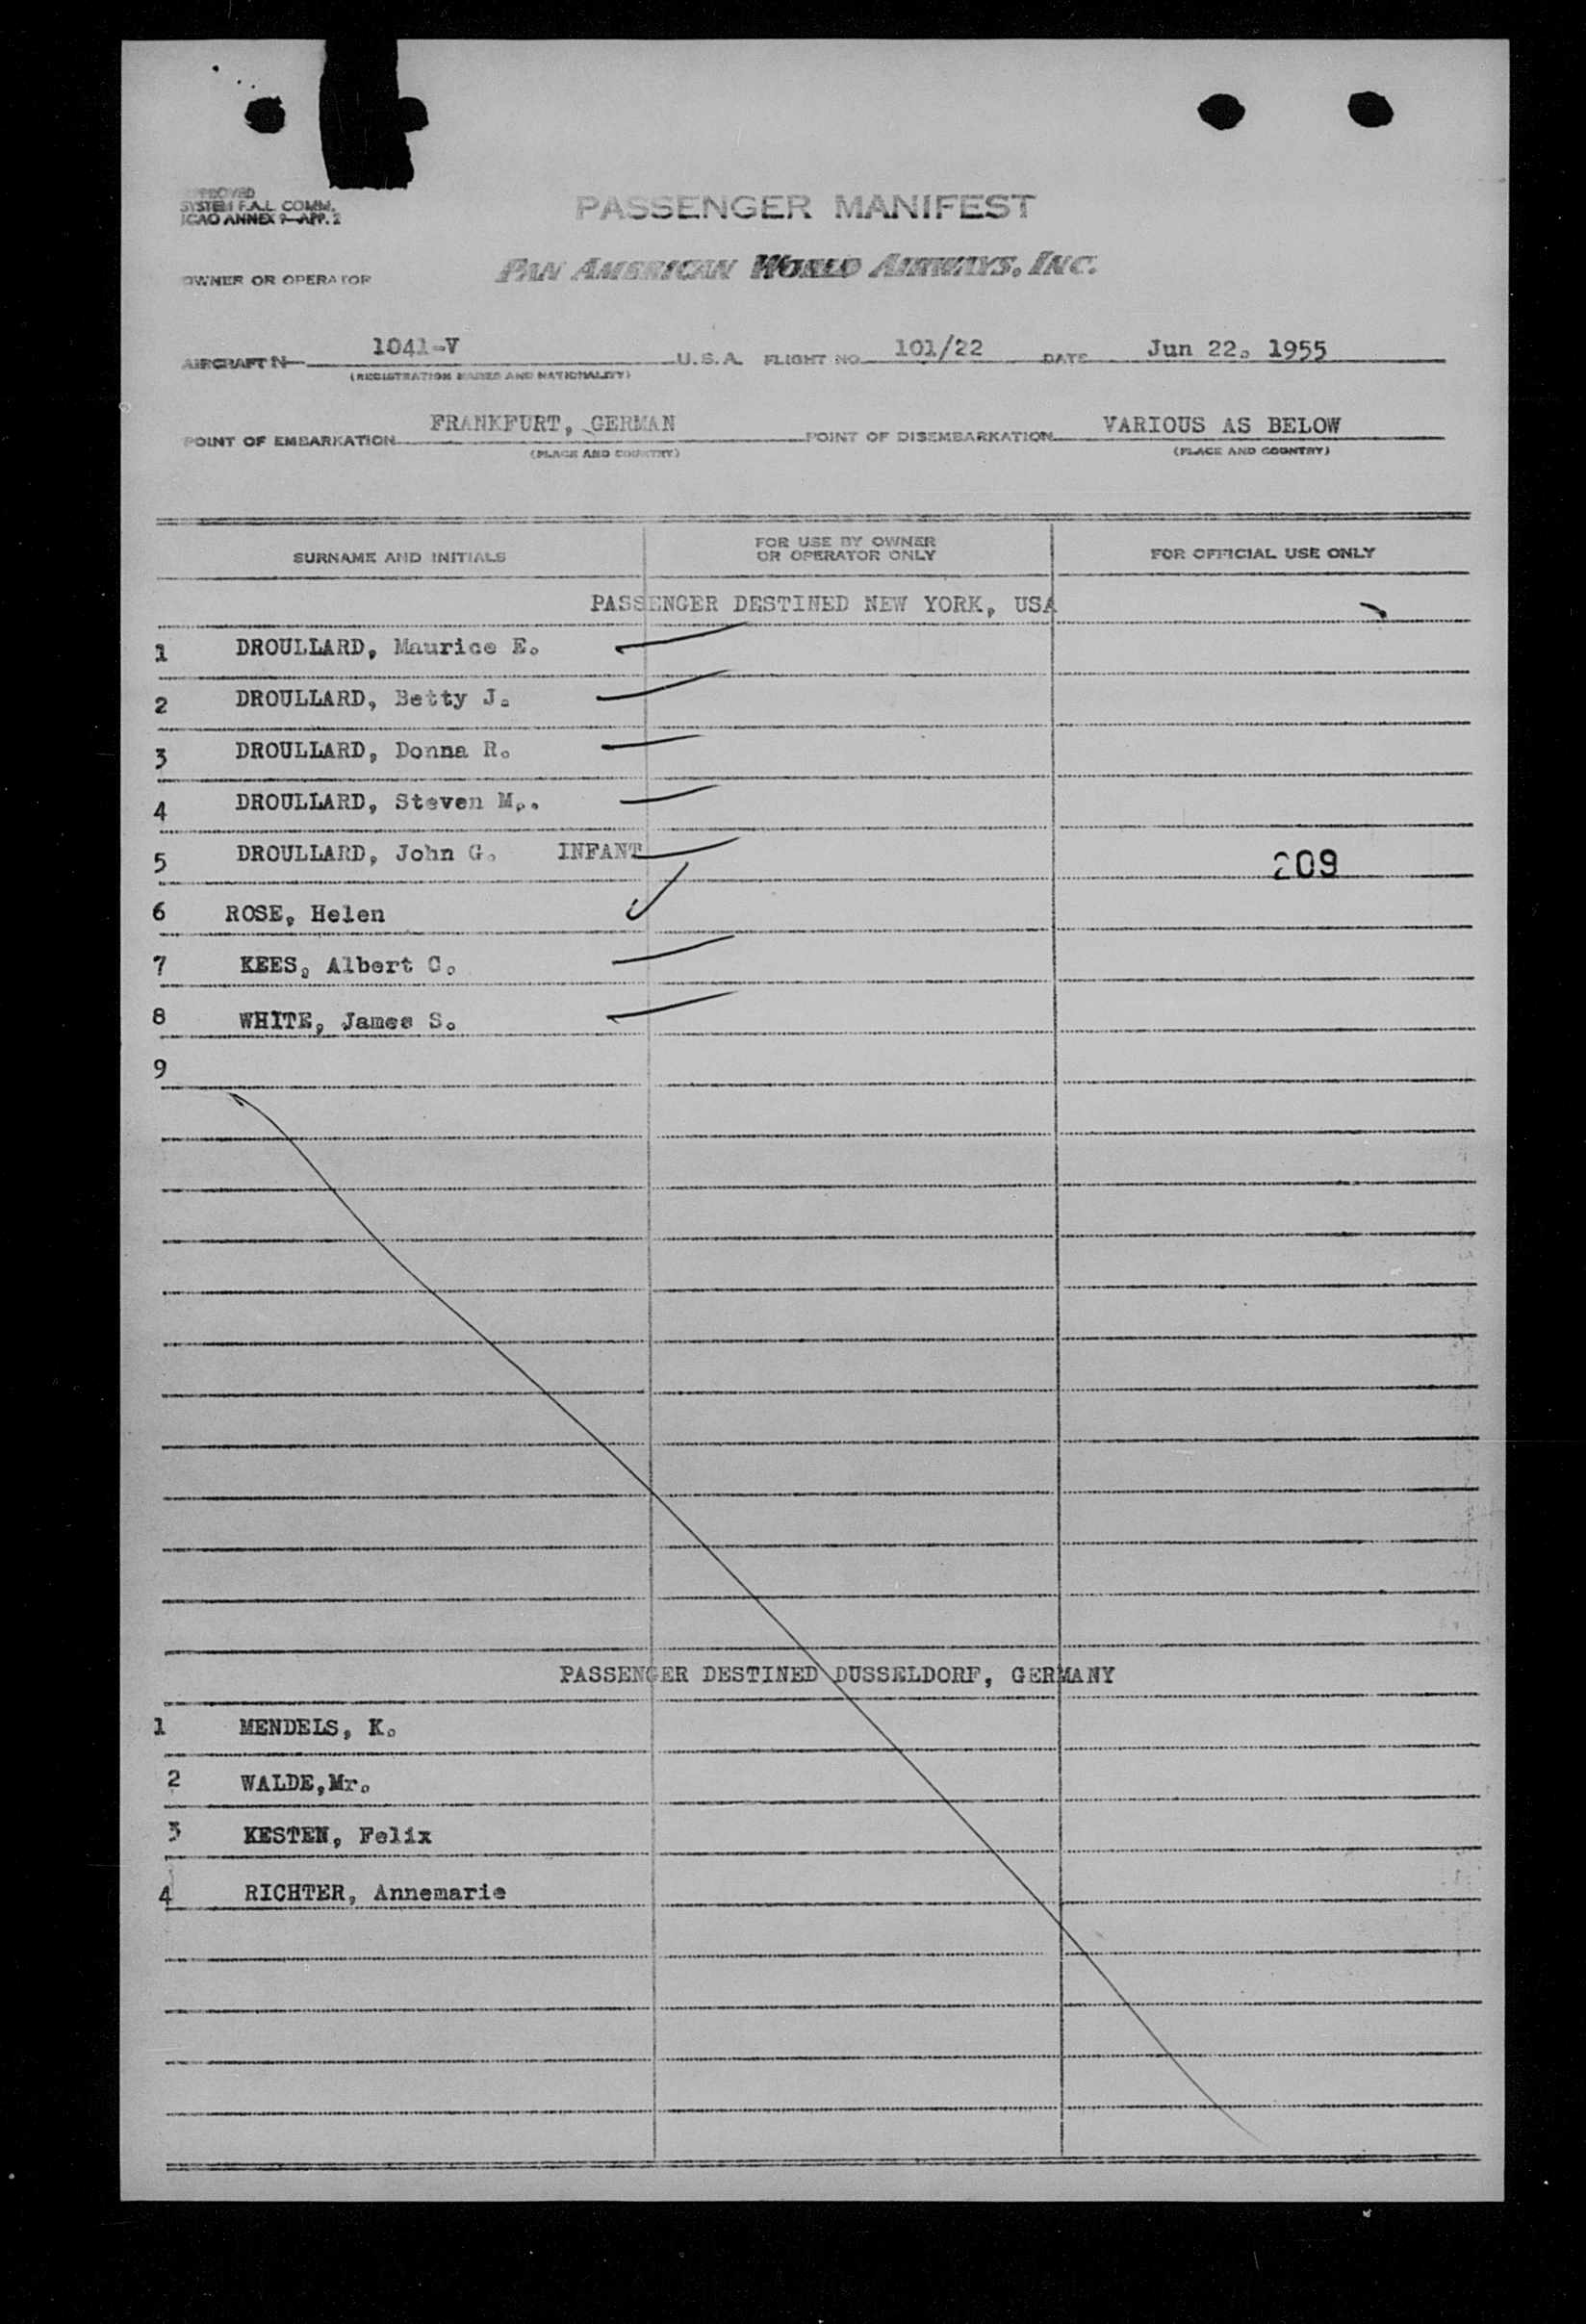 APPROVED
SYSTEM F.A.L. COMM.
ICAO ANNEX 9—APP. 2
PASSENGER MANIFEST
OWNER OR OPERATOR PAN AMERICAN WORLD AIRWAYS, INC.
AIRCRAFT N 1041-V U.S.A. FLIGHT NO 101/22 DATE Jun 22. 1955
(REGISTRATION MARKS AND NATIONALITY)
POINT OF EMBARKATION FRANKFURT, GERMAN POINT OF DISEMBARKATION VARIOUS AS BELOW
(PLACE AND COUNTRY) (PLACE AND COUNTRY)
SURNAME AND INITIALS FOR USE BY OWNER OR OPERATOR ONLY FOR OFFICIAL USE ONLY
PASSENGER DESTINED NEW YORK, USA
1 DROULLARD, Maurice E.
2 DROULLARD, Betty J.
3 DROULLARD, Donna R.
4 DROULLARD, Steven M..
5 DROULLARD, John G. INFANT 209
6 ROSE, Helen
7 KEES, Albert C.
8 WHITE, James S.
9
PASSENGER DESTINED DUSSELDORF, GERMANY
1 MENDELS, K.
2 WALDE,Mr.
3 KESTEN, Felix
4 RICHTER, Annemarie